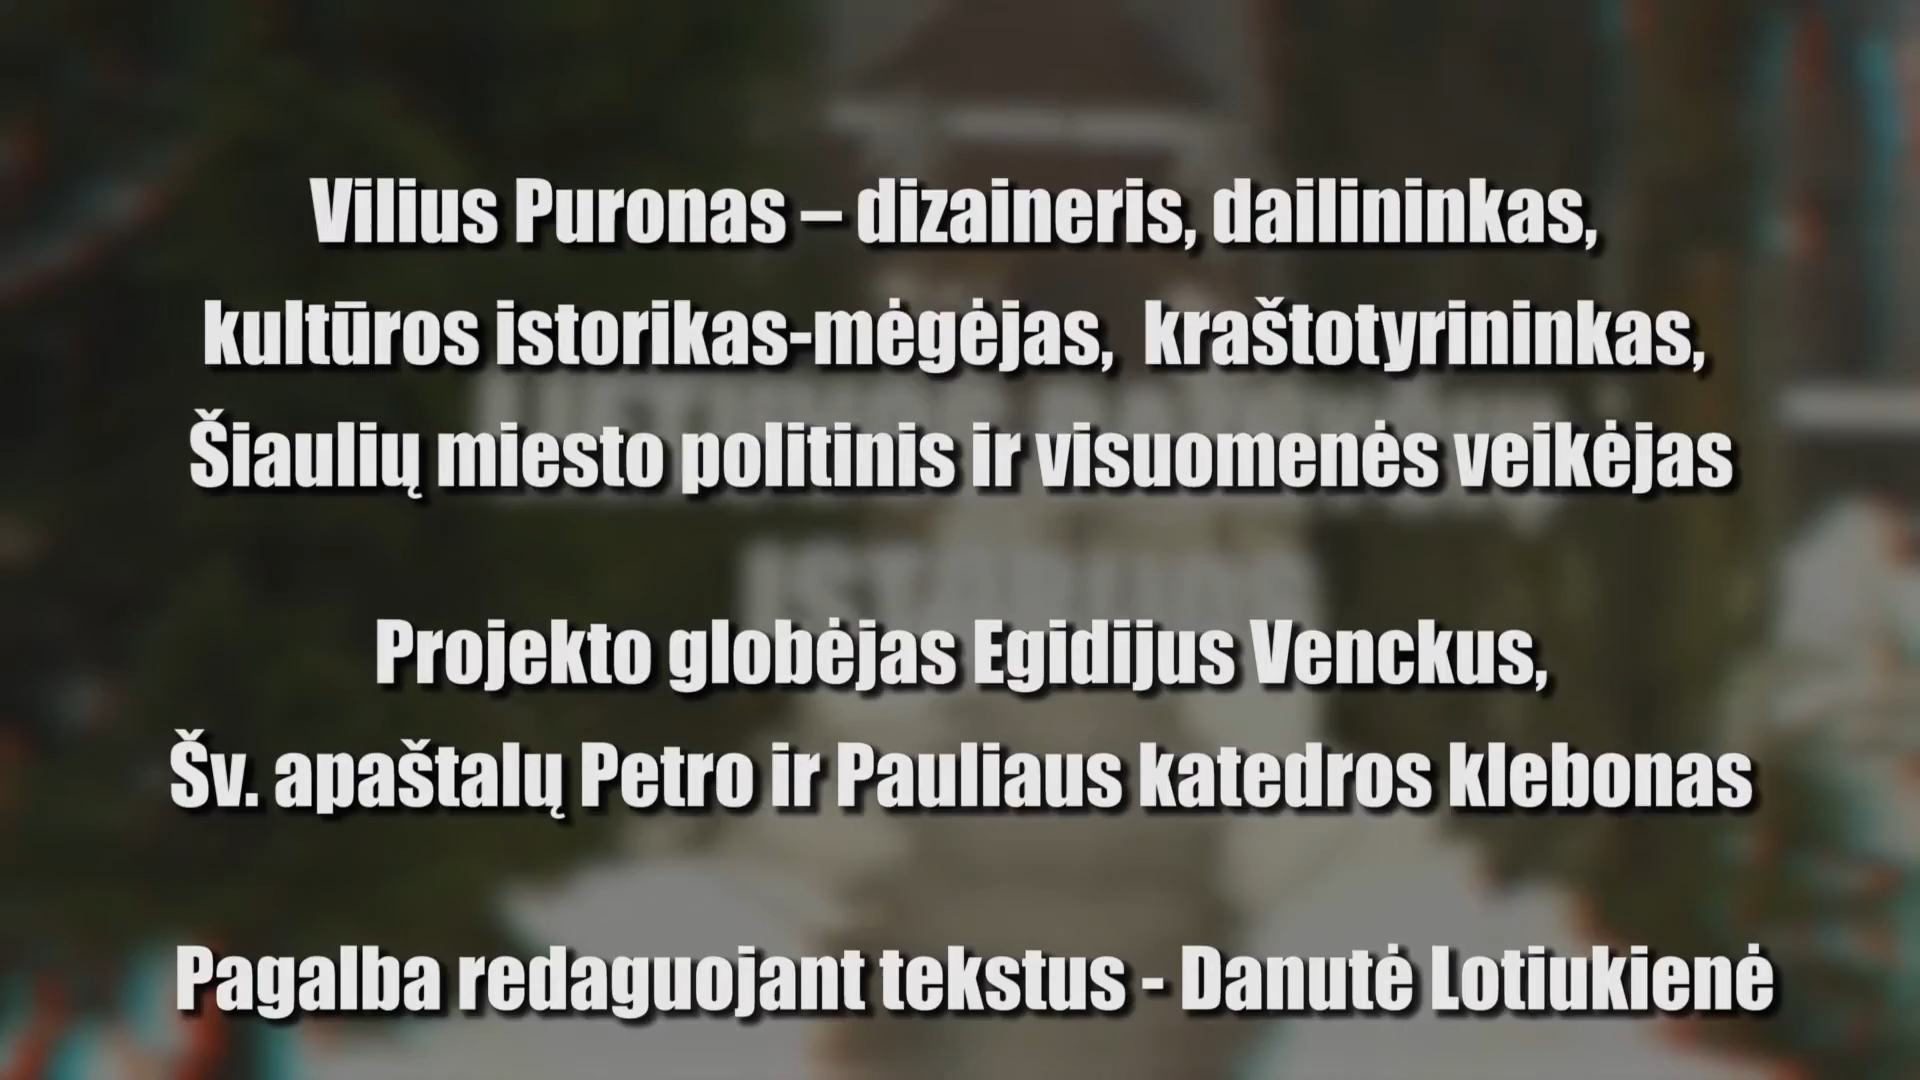 Vilius Puronas – dizaineris, dailininkas,
kultūros istorikas-mėgėjas, kraštotyrininkas,
Šiaulių miesto politinis ir visuomenės veikėjas
Projekto globėjas Egidijus Venckus,
Šv. apaštalų Petro ir Pauliaus katedros klebonas
Pagalba redaguojant tekstus - Danutė Lotiukienė